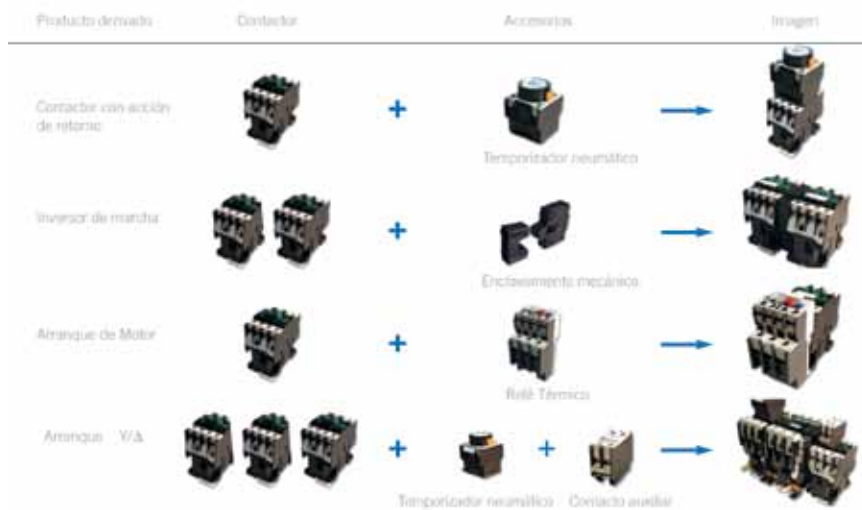 Producto derivado Contactor Accesorios Imagen
Contactor con acción
de retorno
Temporizador neumático
Inversor de marcha
Enclavamiento mecánico
Arranque de Motor
Relé Térmico
Arranque Y/Δ
Temporizador neumático Contacto auxiliar